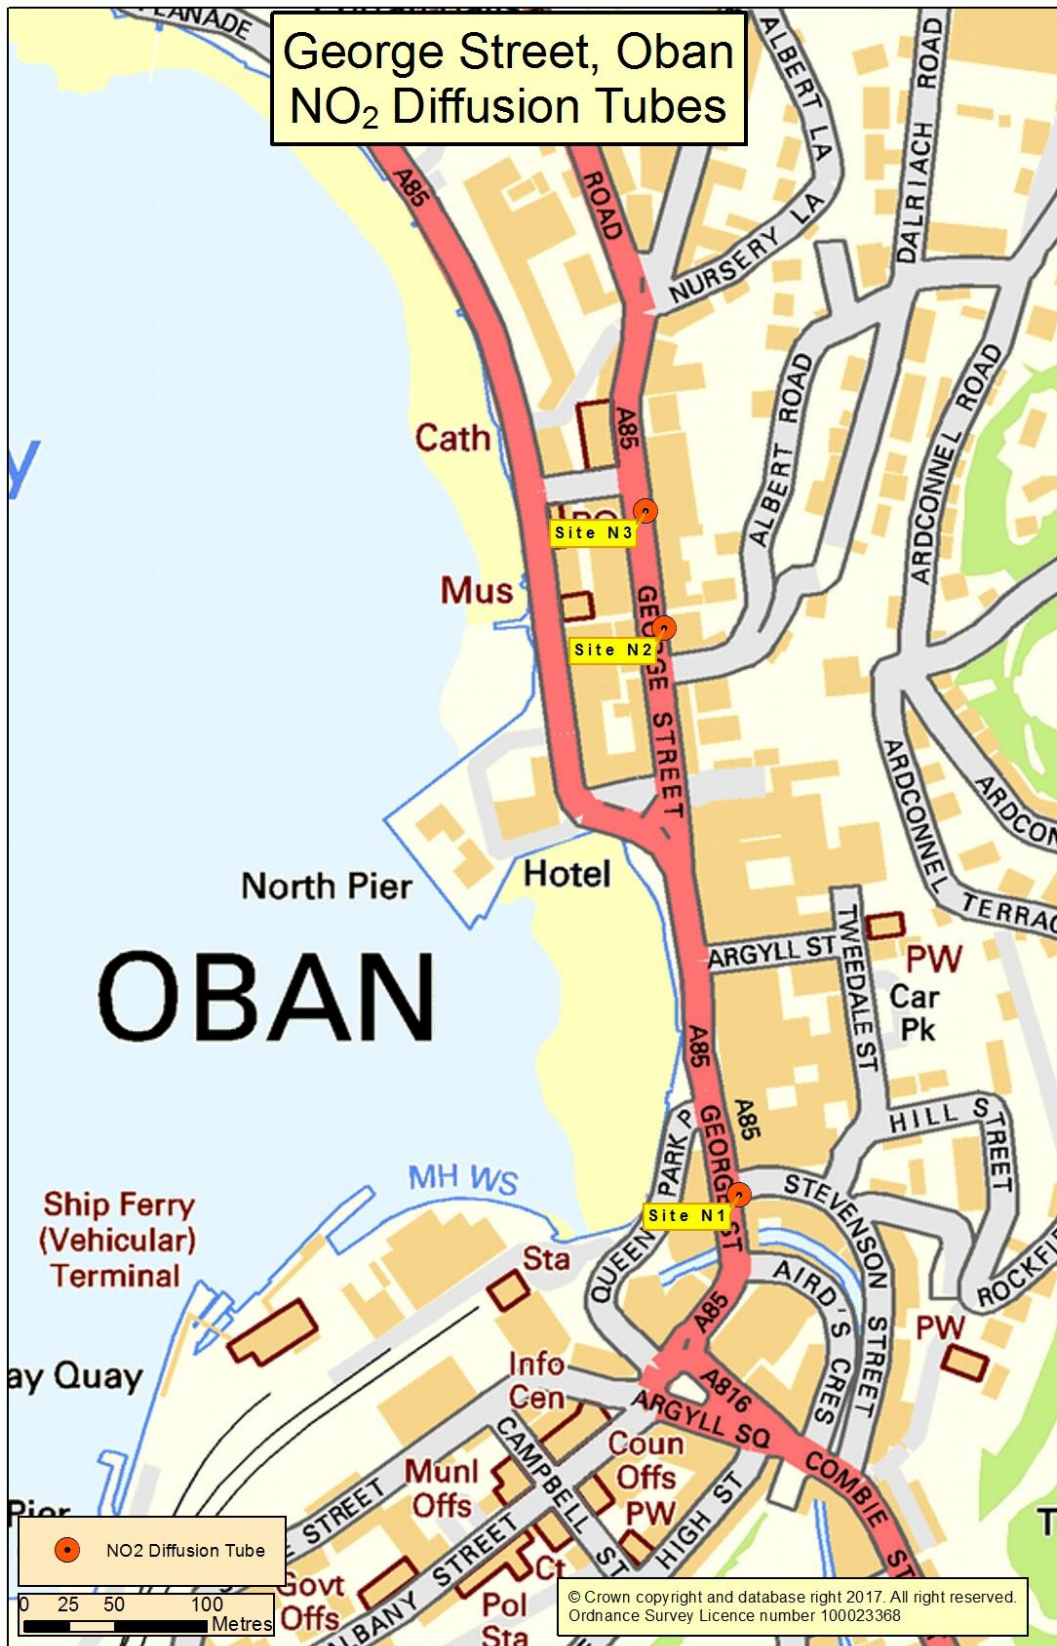 PLANADE
George Street, Oban
NO₂ Diffusion Tubes
ALBERT LA
DALRIACH ROAD
A85
ROAD
NURSERY LA
ALBERT ROAD
ARDCONNEL ROAD
Cath
A85
Site N3
Mus
Site N2
GEORGE STREET
ARDCONNEL TERRAC
ARDCON
Hotel
North Pier
OBAN
ARGYLL ST
TWEEDALE ST
PW
Car
Pk
A85
A85
HILL STREET
GEORGE ST
QUEEN PARK P
MH WS
STEVENSON STREET
Site N1
Ship Ferry
(Vehicular)
Terminal
Sta
AIRD'S CRES
ROCKFI
A85
PW
ay Quay
Info
Cen
A816
ARGYLL SQ
COMBIE ST
CAMPBELL ST
Coun
Offs
Munl
Offs
PW
HIGH ST
STREET
ALBANY STREET
Pier
NO2 Diffusion Tube
Govt
Offs
Ct
Pol
Sta
0 25 50 100
Metres
© Crown copyright and database right 2017. All right reserved.
Ordnance Survey Licence number 100023368